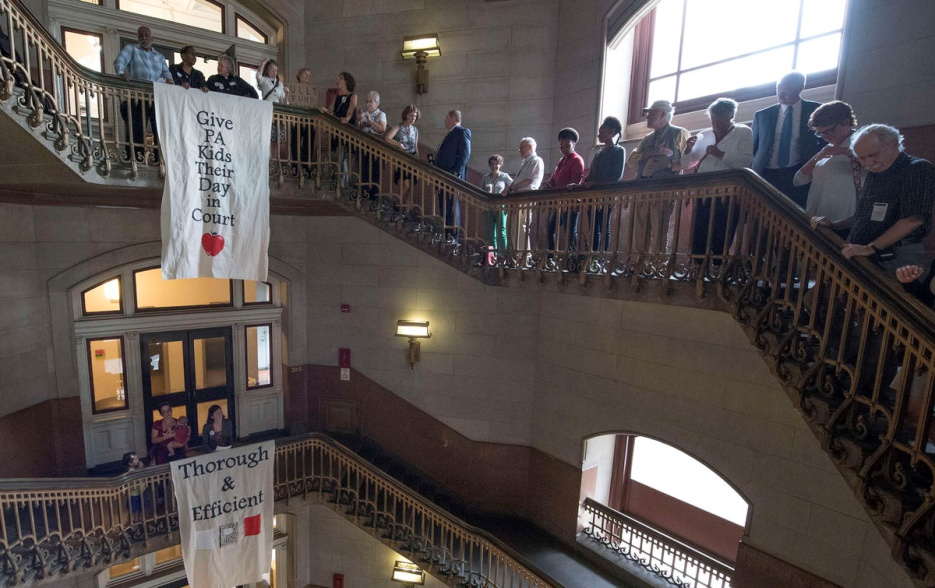 Give
PA
Kids
Their
Day
in
Court
Thorough
&
Efficient